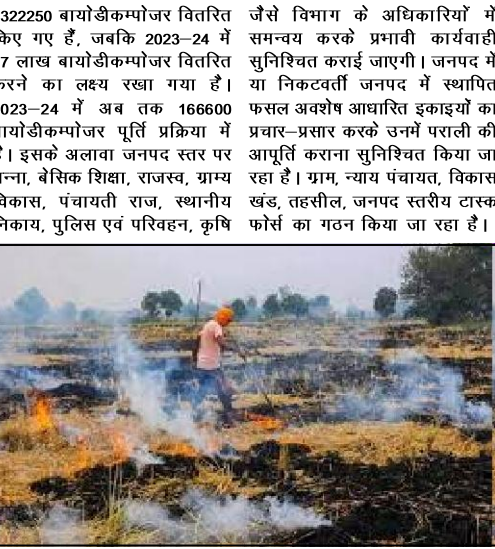 322250 बायोडीकम्पोजर वितरित
किए गए हैं, जबकि 2023–24 में
7 लाख बायोडीकम्पोजर वितरित
करने का लक्ष्य रखा गया है।
2023–24 में अब तक 166600
बायोडीकम्पोजर पूर्ति प्रक्रिया में
है। इसके अलावा जनपद स्तर पर
गन्ना, बेसिक शिक्षा, राजस्व, ग्राम्य
विकास, पंचायती राज, स्थानीय
निकाय, पुलिस एवं परिवहन, कृषि
जैसे विभाग के अधिकारियों में
समन्वय करके प्रभावी कार्यवाही
सुनिश्चित कराई जाएगी। जनपद में
या निकटवर्ती जनपद में स्थापित
फसल अवशेष आधारित इकाइयों का
प्रचार–प्रसार करके उनमें पराली की
आपूर्ति कराना सुनिश्चित किया जा
रहा है। ग्राम, न्याय पंचायत, विकास
खंड, तहसील, जनपद स्तरीय टास्क
फोर्स का गठन किया जा रहा है।